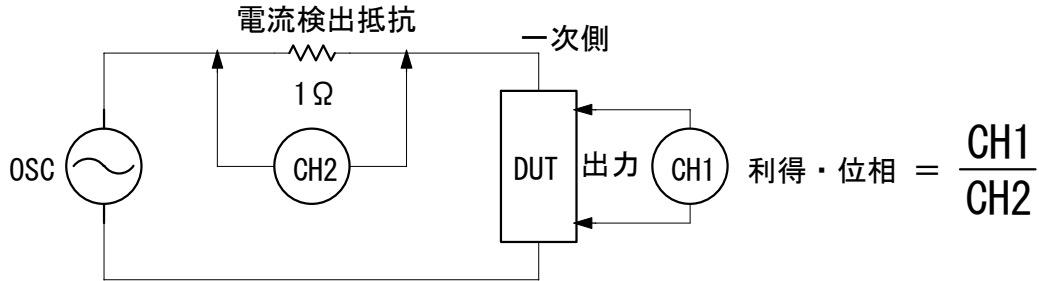 電流検出抵抗
一次側
1Ω
OSC
CH2
DUT
出力
CH1
利得・位相 = CH1
CH2